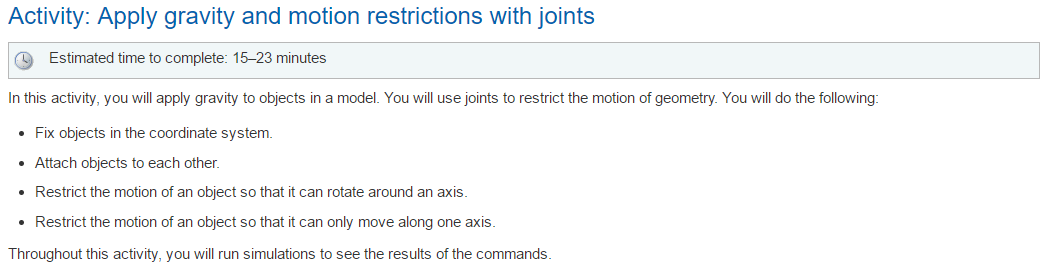 Activity: Apply gravity and motion restrictions with joints
Estimated time to complete: 15–23 minutes
In this activity, you will apply gravity to objects in a model. You will use joints to restrict the motion of geometry. You will do the following:
• Fix objects in the coordinate system.
• Attach objects to each other.
• Restrict the motion of an object so that it can rotate around an axis.
• Restrict the motion of an object so that it can only move along one axis.
Throughout this activity, you will run simulations to see the results of the commands.